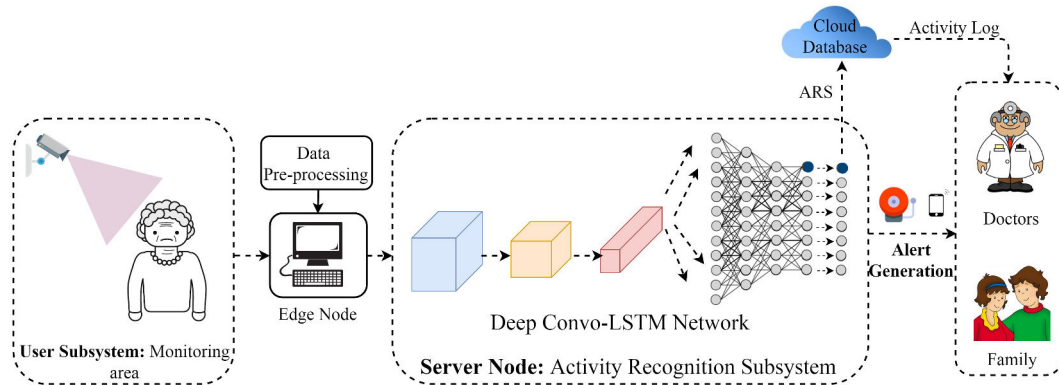 Cloud
Database
Activity Log
ARS
Data
Pre-processing
Doctors
Alert
Generation
Edge Node
Deep Convo-LSTM Network
User Subsystem: Monitoring
area
Server Node: Activity Recognition Subsystem
Family